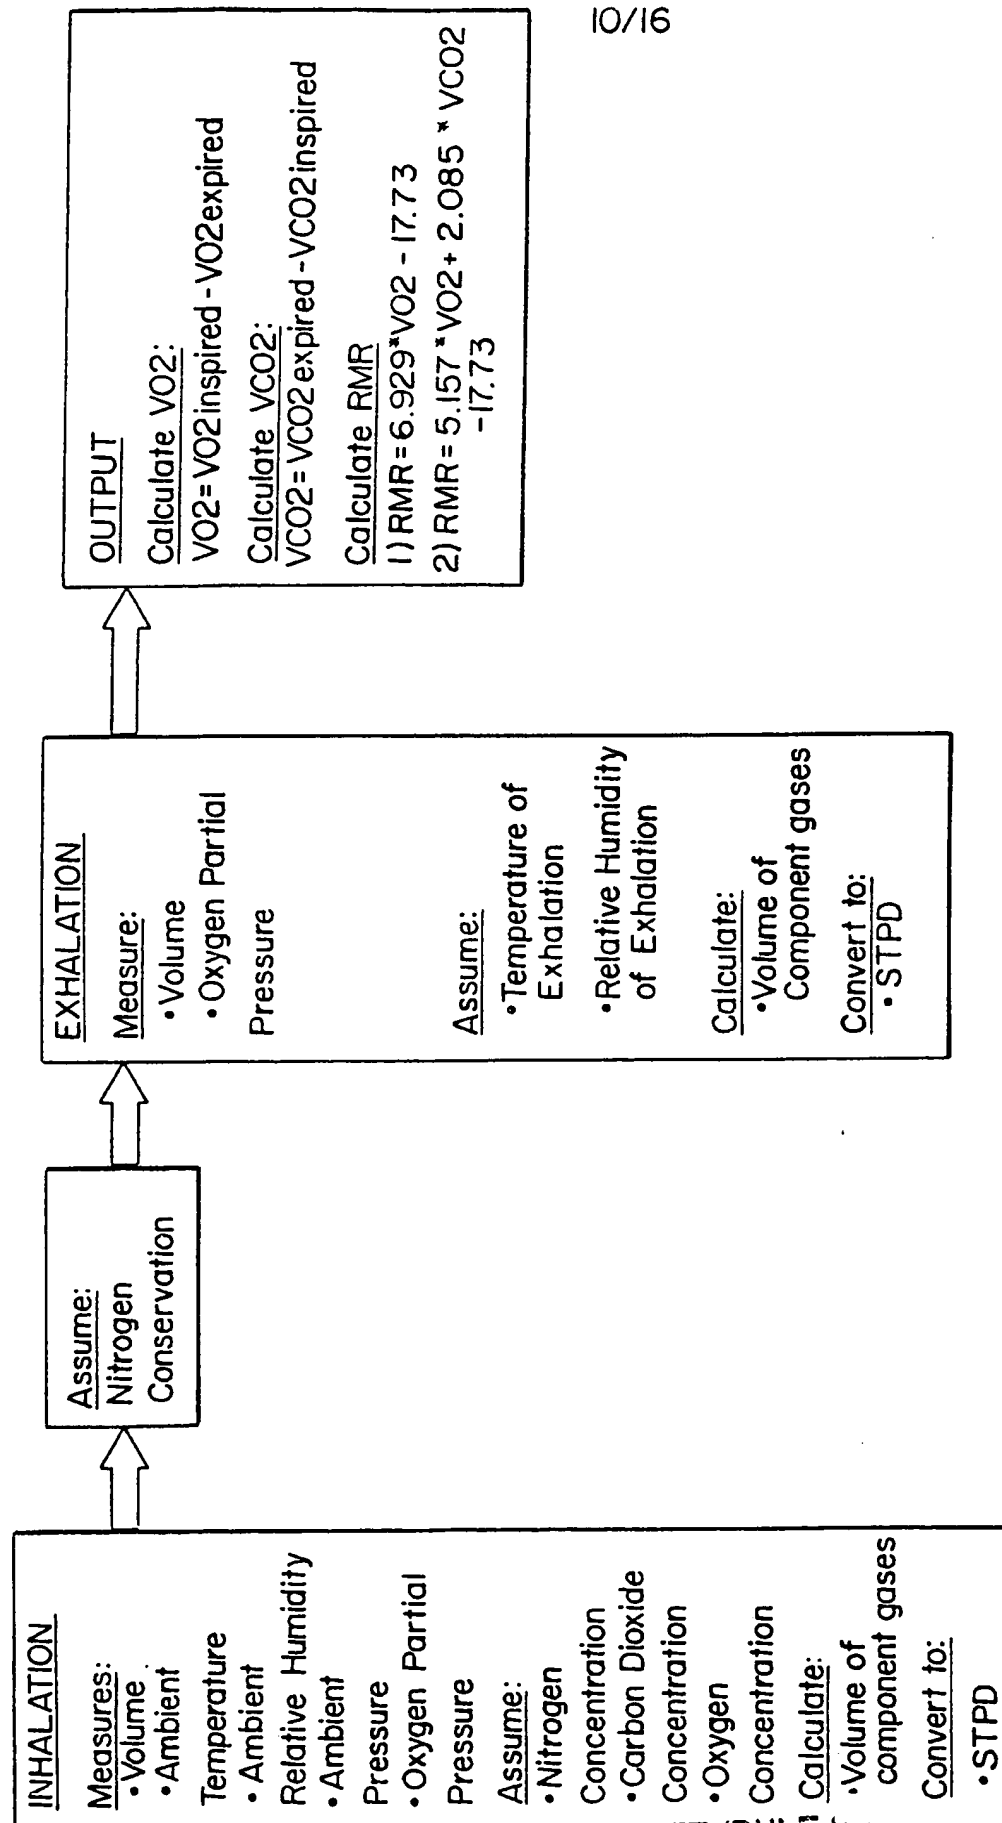 10/16
INHALATION
Measures:
•Volume
•Ambient
Temperature
•Ambient
Relative Humidity
•Ambient
Pressure
•Oxygen Partial
Pressure
Assume:
•Nitrogen
Concentration
•Carbon Dioxide
Concentration
•Oxygen
Concentration
Calculate:
•Volume of
component gases
Convert to:
•STPD
Assume:
Nitrogen
Conservation
EXHALATION
Measure:
•Volume
•Oxygen Partial
Pressure
Assume:
•Temperature of
Exhalation
•Relative Humidity
of Exhalation
Calculate:
•Volume of
Component gases
Convert to:
•STPD
OUTPUT
Calculate VO2:
VO2=VO2inspired-VO2expired
Calculate VCO2:
VCO2=VCO2expired-VCO2inspired
Calculate RMR
1)RMR=6.929*VO2-17.73
2)RMR=5.157*VO2+2.085*VCO2
-17.73